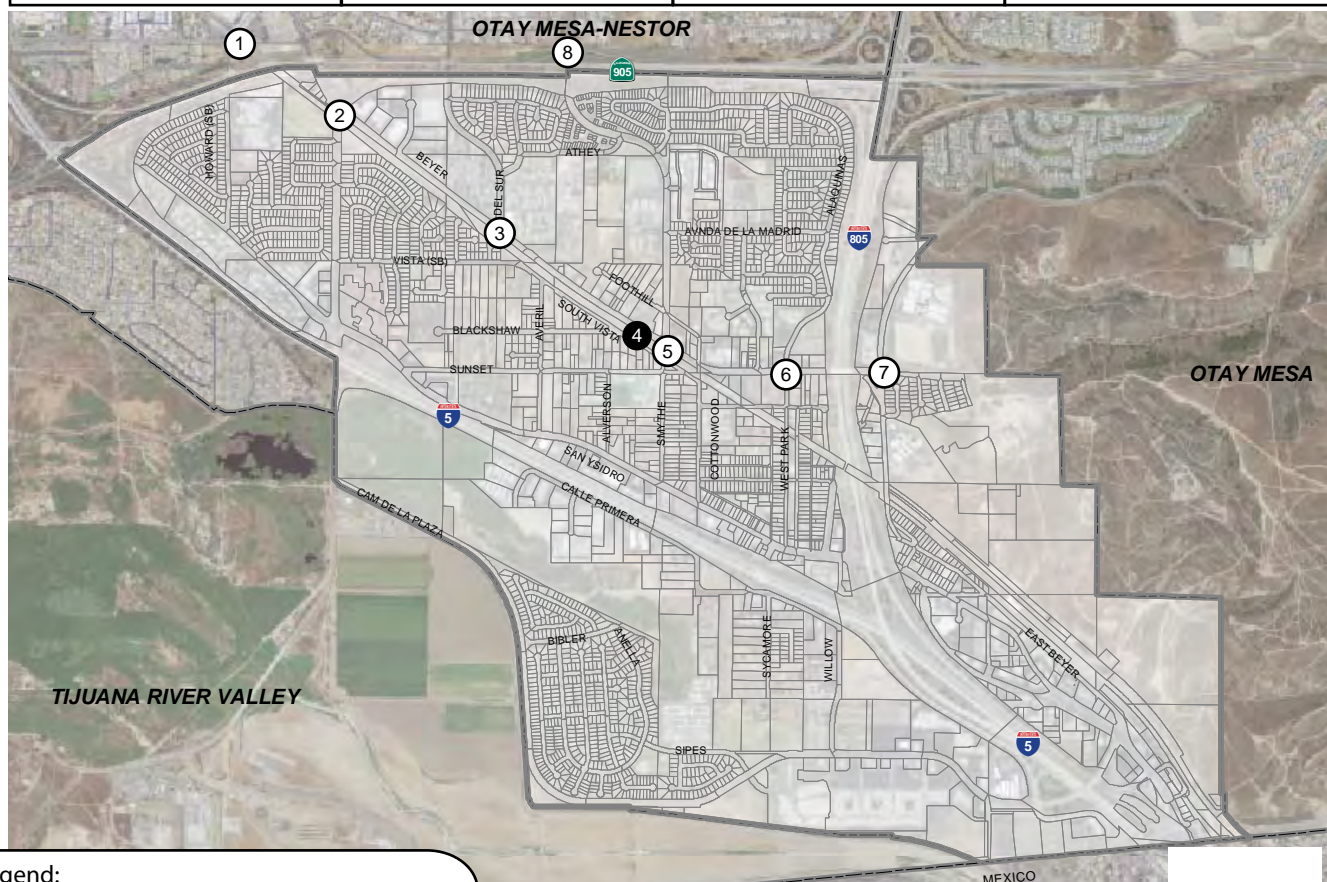 OTAY MESA-NESTOR
1
8
905
2
HOWARD (SB)
BEYER
ATHEY
DEL SUR
ALAQUINAS
3
AVNDA DE LA MADRID
805
VISTA (SB)
FOOTHILL
SOUTH VISTA
AVERIL
BLACKSHAW
4
5
SUNSET
6
7
OTAY MESA
5
ALVERSON
SMYTHE
COTTONWOOD
WEST PARK
SAN YSIDRO
CALLE PRIMERA
CAM DE LA PLAZA
BIBLER
ANELLA
SYCAMORE
WILLOW
EAST BEYER
TIJUANA RIVER VALLEY
SIPES
5
MEXICO
gend: